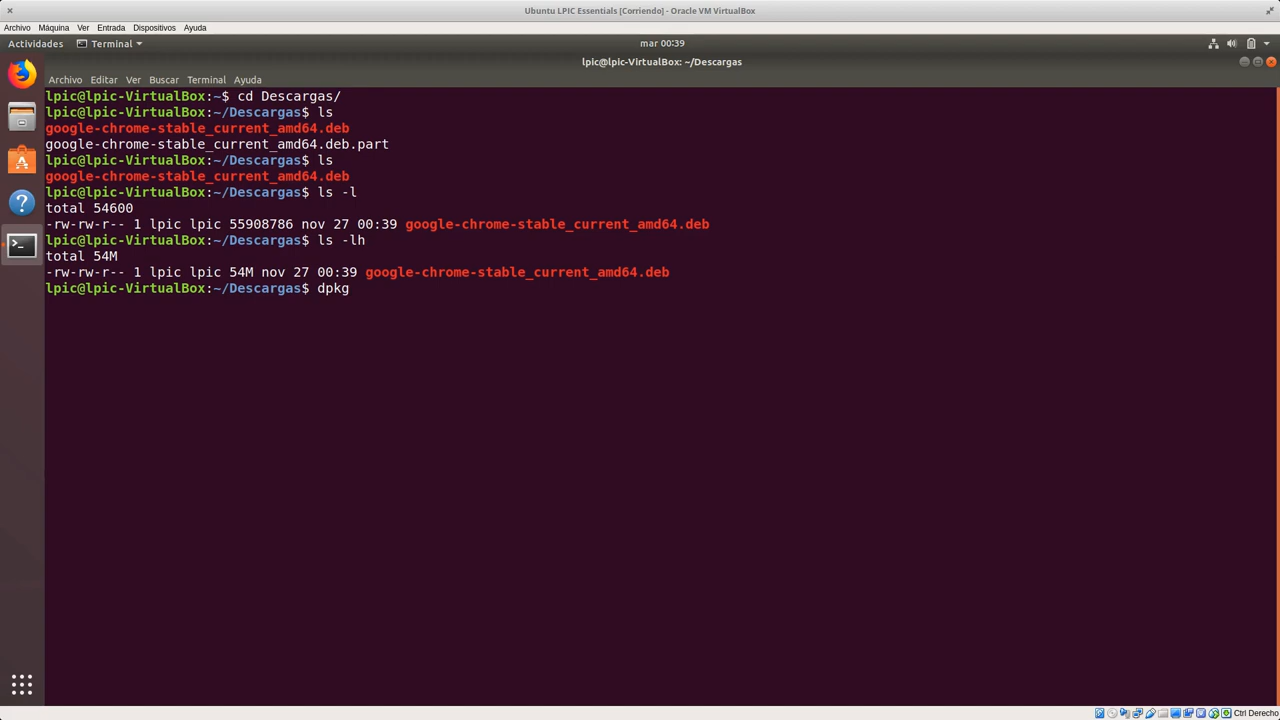 Ubuntu LPIC Essentials [Corriendo] - Oracle VM VirtualBox
Archivo Máquina Ver Entrada Dispositivos Ayuda
Actividades Terminal mar 00:39
lpic@lpic-VirtualBox: ~/Descargas
Archivo Editar Ver Buscar Terminal Ayuda
lpic@lpic-VirtualBox:~$ cd Descargas/
lpic@lpic-VirtualBox:~/Descargas$ ls
google-chrome-stable_current_amd64.deb
google-chrome-stable_current_amd64.deb.part
lpic@lpic-VirtualBox:~/Descargas$ ls
google-chrome-stable_current_amd64.deb
lpic@lpic-VirtualBox:~/Descargas$ ls -l
total 54600
-rw-rw-r-- 1 lpic lpic 55908786 nov 27 00:39 google-chrome-stable_current_amd64.deb
lpic@lpic-VirtualBox:~/Descargas$ ls -lh
total 54M
-rw-rw-r-- 1 lpic lpic 54M nov 27 00:39 google-chrome-stable_current_amd64.deb
lpic@lpic-VirtualBox:~/Descargas$ dpkg
Ctrl Derecho